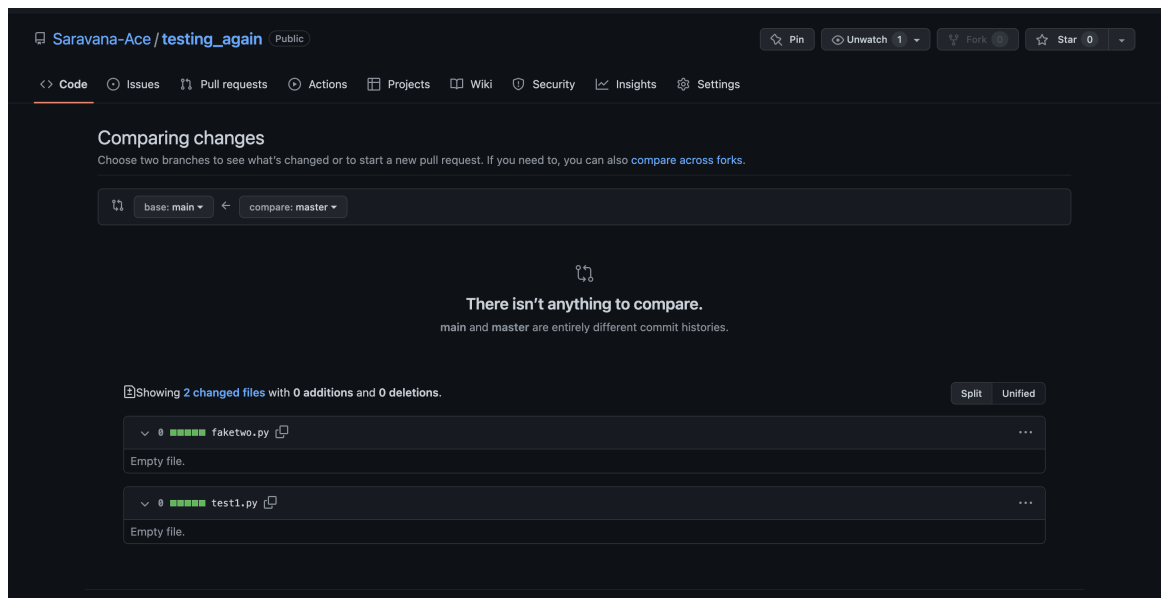 Saravana-Ace / testing_again Public
Pin Unwatch 1 Fork 0 Star 0
Code Issues Pull requests Actions Projects Wiki Security Insights Settings
Comparing changes
Choose two branches to see what's changed or to start a new pull request. If you need to, you can also compare across forks.
base: main compare: master
There isn't anything to compare.
main and master are entirely different commit histories.
Showing 2 changed files with 0 additions and 0 deletions.
Split Unified
0 faketwo.py
Empty file.
0 test1.py
Empty file.